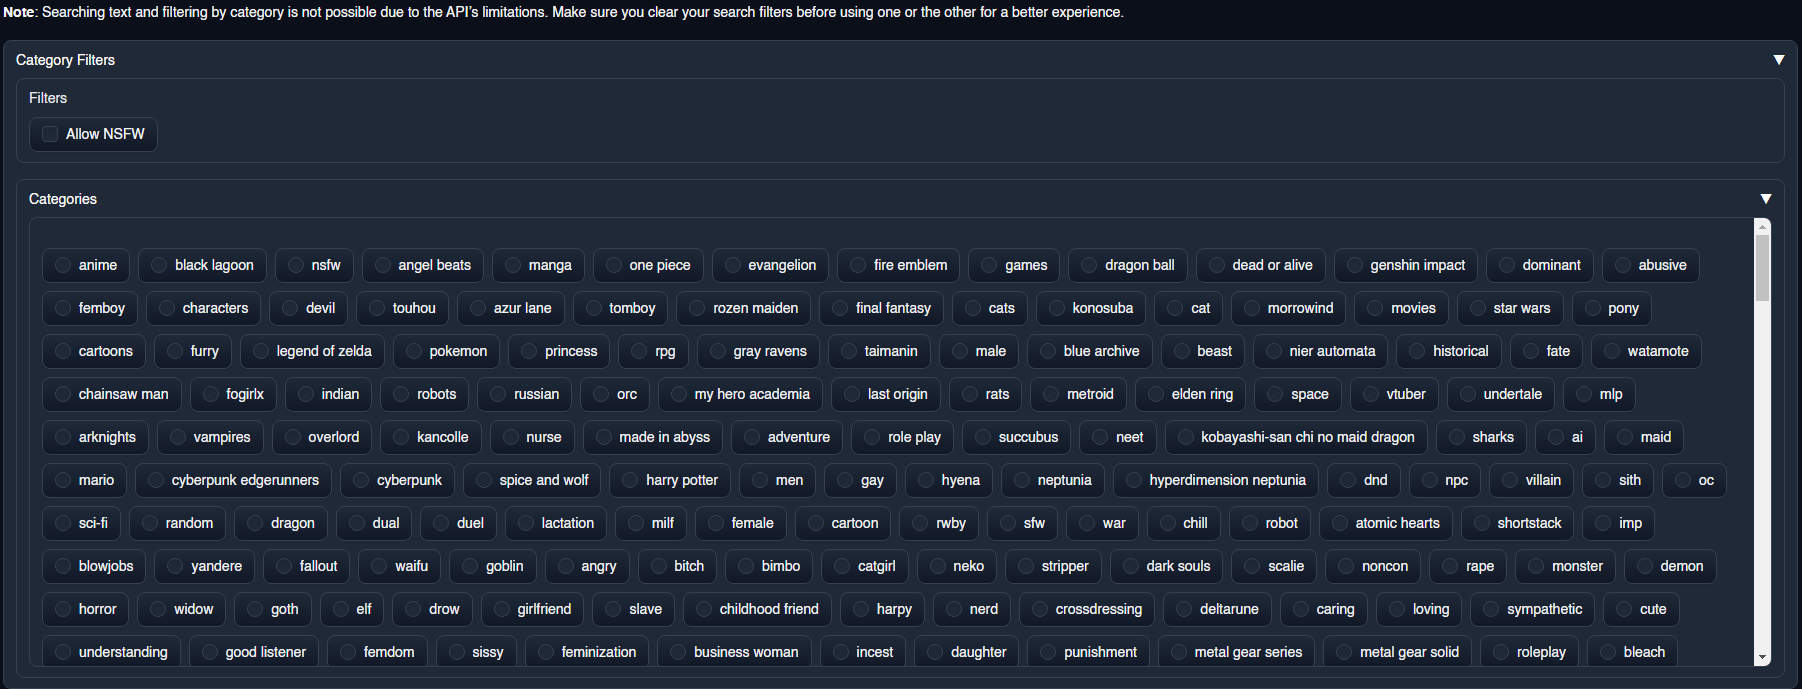 Note: Searching text and filtering by category is not possible due to the API's limitations. Make sure you clear your search filters before using one or the other for a better experience.
Category Filters
Filters
Allow NSFW
Categories
anime black lagoon nsfw angel beats manga one piece evangelion fire emblem games dragon ball dead or alive genshin impact dominant abusive
femboy characters devil touhou azur lane tomboy rozen maiden final fantasy cats konosuba cat morrowind movies star wars pony
cartoons furry legend of zelda pokemon princess rpg gray ravens taimanin male blue archive beast nier automata historical fate watamote
chainsaw man fogirlx indian robots russian orc my hero academia last origin rats metroid elden ring space vtuber undertale mlp
arknights vampires overlord kancolle nurse made in abyss adventure role play succubus neet kobayashi-san chi no maid dragon sharks ai maid
mario cyberpunk edgerunners cyberpunk spice and wolf harry potter men gay hyena neptunia hyperdimension neptunia dnd npc villain sith oc
sci-fi random dragon dual duel lactation milf female cartoon rwby sfw war chill robot atomic hearts shortstack imp
blowjobs yandere fallout waifu goblin angry bitch bimbo catgirl neko stripper dark souls scalie noncon rape monster demon
horror widow goth elf drow girlfriend slave childhood friend harpy nerd crossdressing deltarune caring loving sympathetic cute
understanding good listener femdom sissy feminization business woman incest daughter punishment metal gear series metal gear solid roleplay bleach